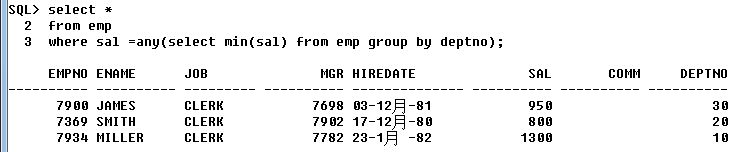 SQL> select *
  2  from emp
  3  where sal =any(select min(sal) from emp group by deptno);
     EMPNO ENAME      JOB              MGR HIREDATE              SAL       COMM     DEPTNO
---------- ---------- --------- ---------- -------------- ---------- ---------- ----------
      7900 JAMES      CLERK           7698 03-12月-81            950                    30
      7369 SMITH      CLERK           7902 17-12月-80            800                    20
      7934 MILLER     CLERK           7782 23-1月 -82           1300                    10